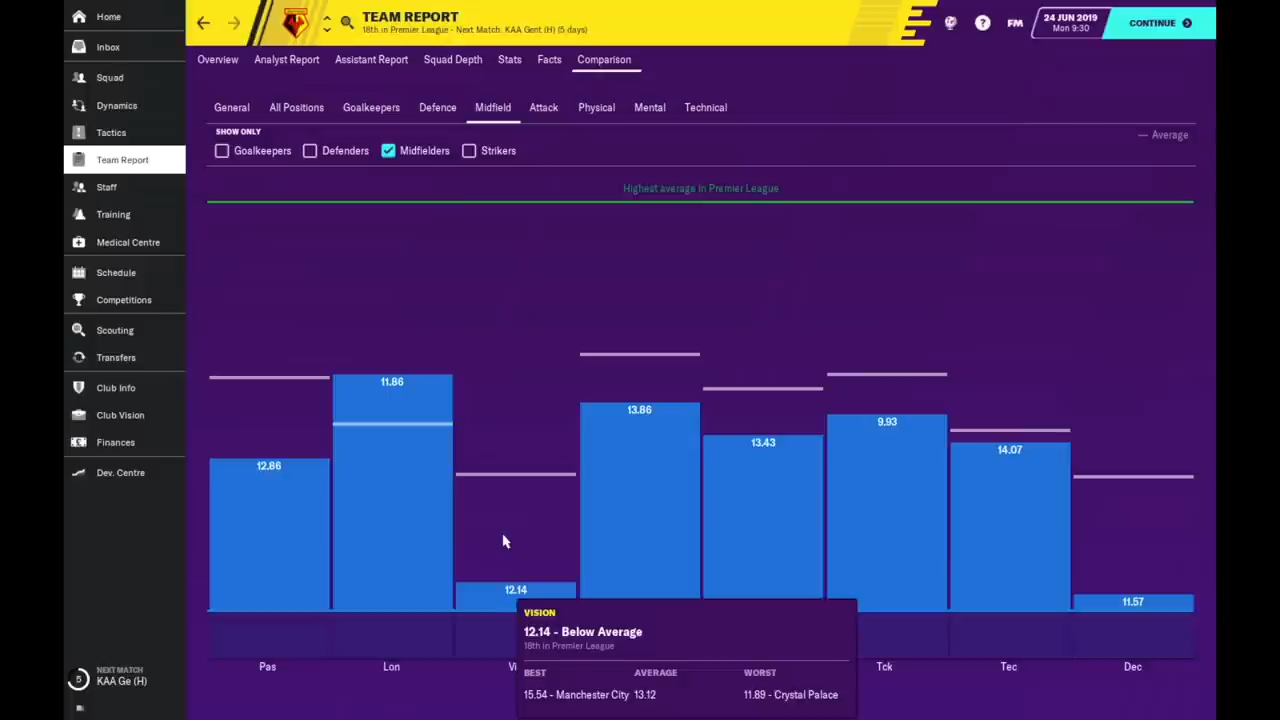 Home
TEAM REPORT
18th in Premier League - Next Match: KAA Gent (H) (5 days)
FM
24 JUN 2019
Mon 9:30
CONTINUE
Inbox
Squad
Dynamics
Tactics
Team Report
Staff
Training
Medical Centre
Schedule
Competitions
Scouting
Transfers
Club Info
Club Vision
Finances
Dev. Centre
NEXT MATCH
5
KAA Ge (H)
Overview Analyst Report Assistant Report Squad Depth Stats Facts Comparison
General All Positions Goalkeepers Defence Midfield Attack Physical Mental Technical
SHOW ONLY
Goalkeepers Defenders Midfielders Strikers
Average
Highest average in Premier League
12.86 11.86 12.14 13.86 13.43 9.93 14.07 11.57
Pas Lon Vi Tck Tec Dec
VISION
12.14 - Below Average
18th in Premier League
BEST AVERAGE WORST
15.54 - Manchester City 13.12 11.89 - Crystal Palace